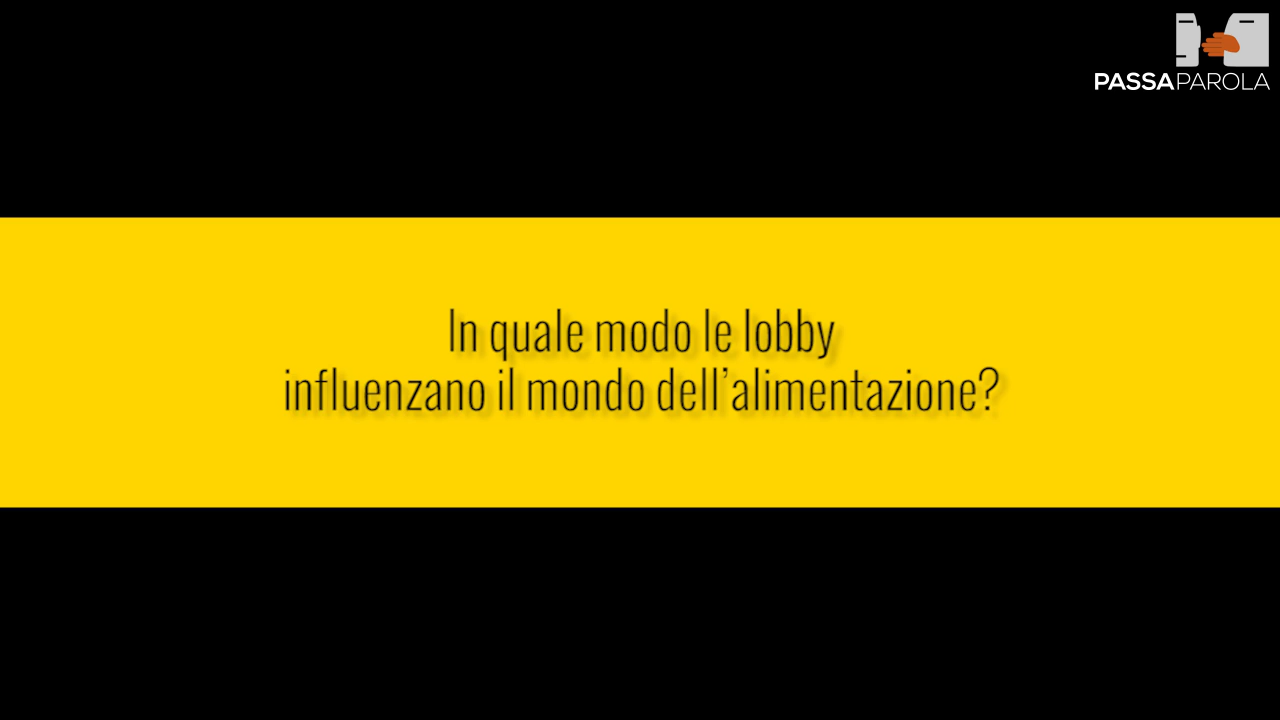 PASSAPAROLA
In quale modo le lobby
influenzano il mondo dell’alimentazione?